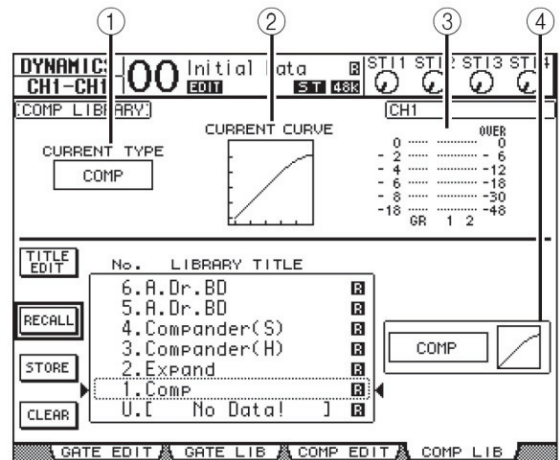 ① ② ③ ④
DYNAMICS
CH1-CH1
00
Initial Data R
EDIT ST 48K
STI1 STI2 STI3 STI4
COMP LIBRARY
CH1
CURRENT TYPE
COMP
CURRENT CURVE
OVER
0 0
- 2 - 6
- 4 -12
- 6 -18
- 8 -30
-18 -48
GR 1 2
TITLE EDIT
RECALL
STORE
CLEAR
No. LIBRARY TITLE
6.A.Dr.BD R
5.A.Dr.BD R
4.Compander(S) R
3.Compander(H) R
2.Expand R
1.Comp R
U.[ No Data! ] R
COMP
GATE EDIT GATE LIB COMP EDIT COMP LIB